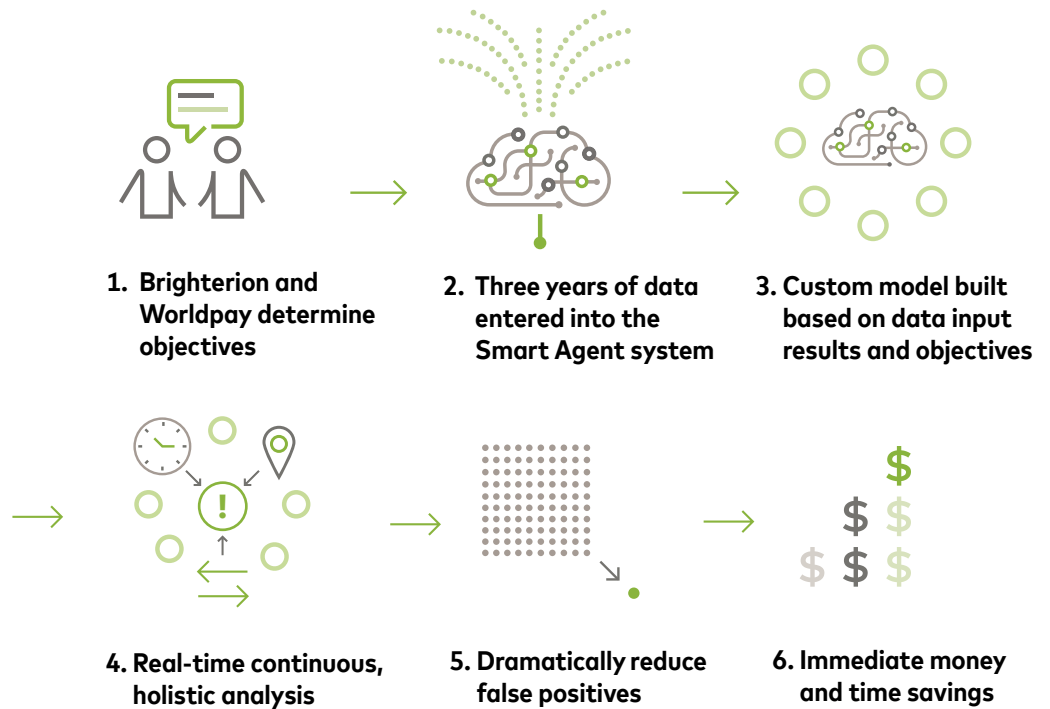 1. Brighterion and
Worldpay determine
objectives
2. Three years of data
entered into the
Smart Agent system
3. Custom model built
based on data input
results and objectives
!
$
$ $
$ $ $
4. Real-time continuous,
holistic analysis
5. Dramatically reduce
false positives
6. Immediate money
and time savings